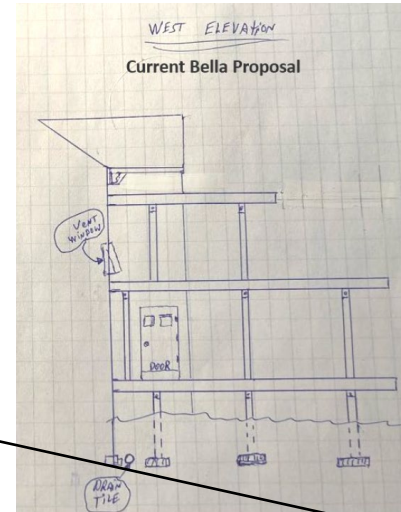 WEST ELEVATION
Current Bella Proposal
VENT
WINDOW
DOOR
DRAIN
TILE